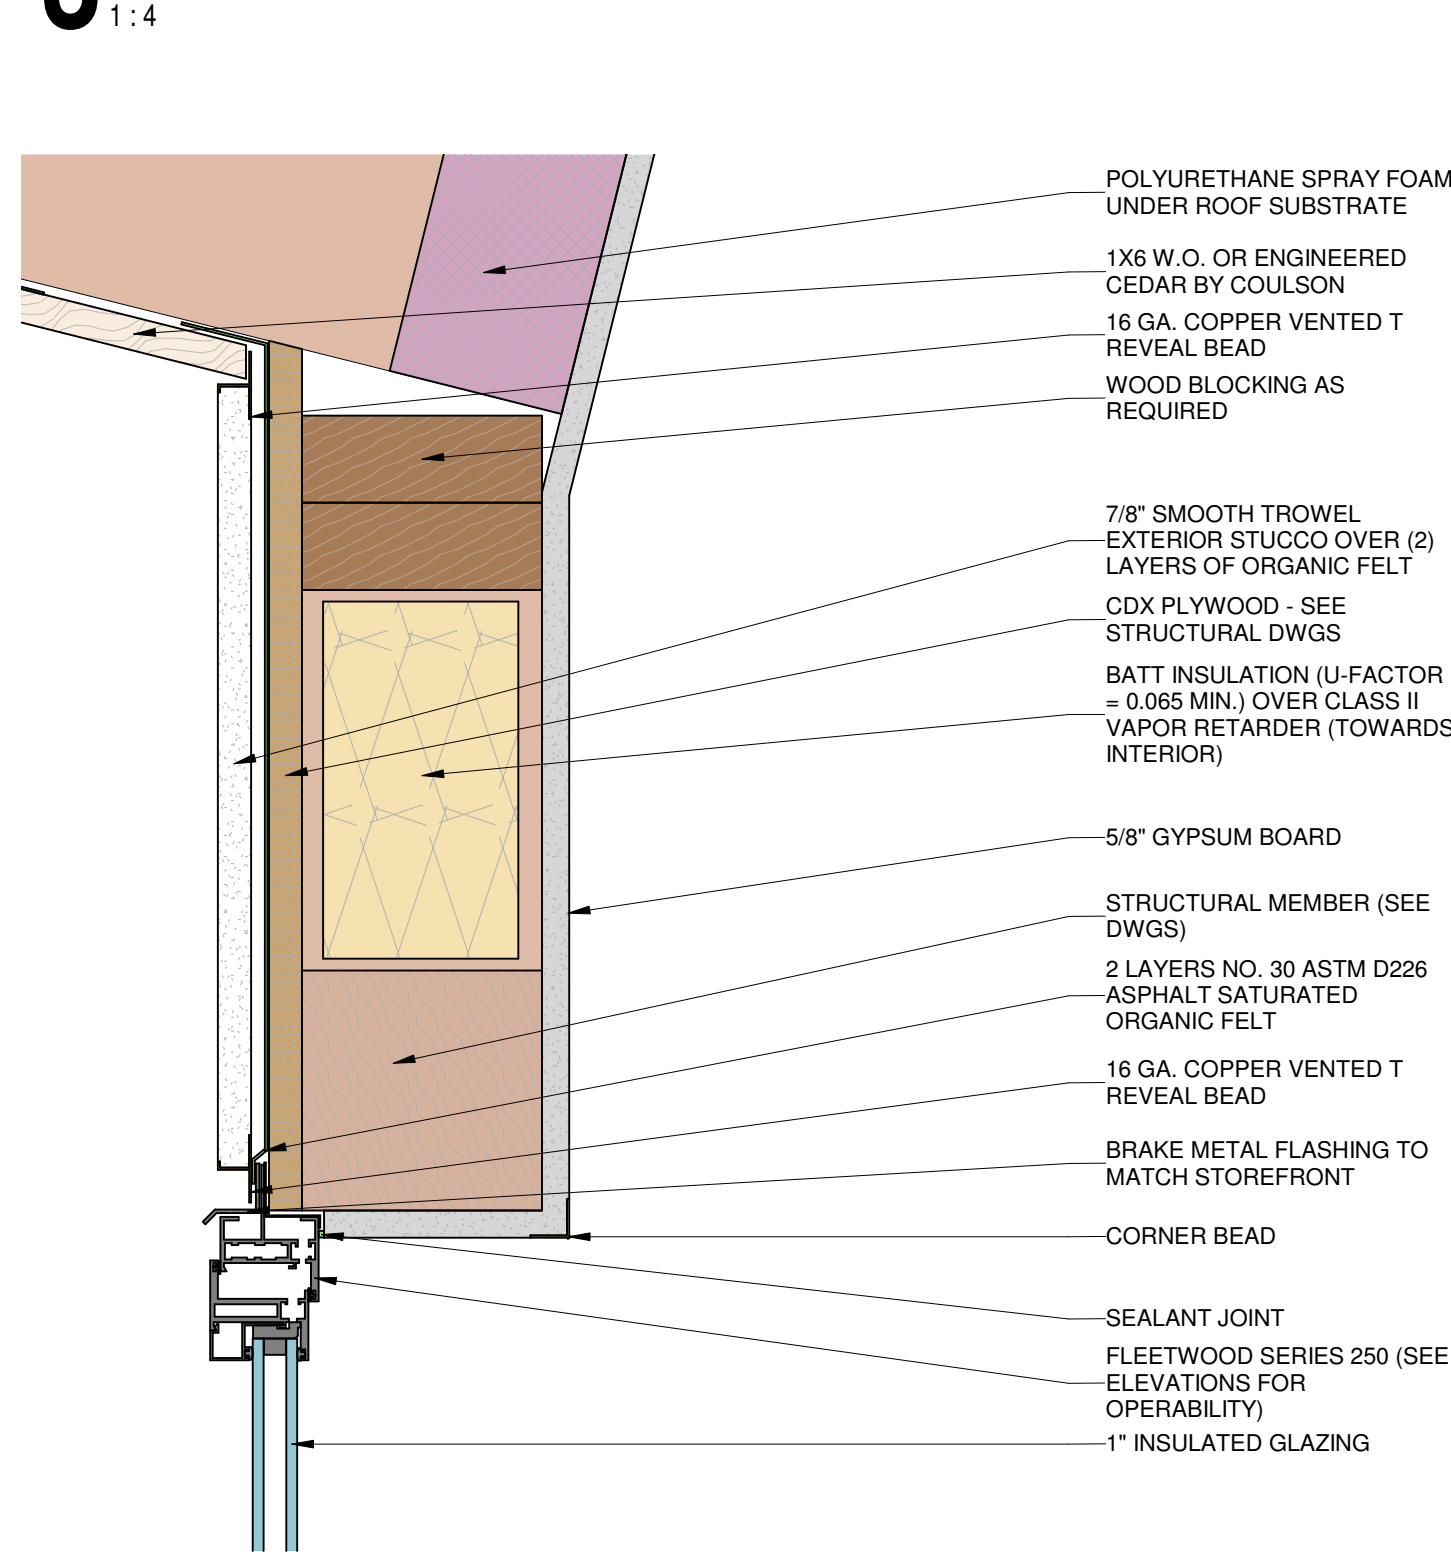 1 : 4
POLYURETHANE SPRAY FOAM
UNDER ROOF SUBSTRATE
1X6 W.O. OR ENGINEERED
CEDAR BY COULSON
16 GA. COPPER VENTED T
REVEAL BEAD
WOOD BLOCKING AS
REQUIRED
7/8" SMOOTH TROWEL
EXTERIOR STUCCO OVER (2)
LAYERS OF ORGANIC FELT
CDX PLYWOOD - SEE
STRUCTURAL DWGS
BATT INSULATION (U-FACTOR
= 0.065 MIN.) OVER CLASS II
VAPOR RETARDER (TOWARDS
INTERIOR)
5/8" GYPSUM BOARD
STRUCTURAL MEMBER (SEE
DWGS)
2 LAYERS NO. 30 ASTM D226
ASPHALT SATURATED
ORGANIC FELT
16 GA. COPPER VENTED T
REVEAL BEAD
BRAKE METAL FLASHING TO
MATCH STOREFRONT
CORNER BEAD
SEALANT JOINT
FLEETWOOD SERIES 250 (SEE
ELEVATIONS FOR
OPERABILITY)
1" INSULATED GLAZING